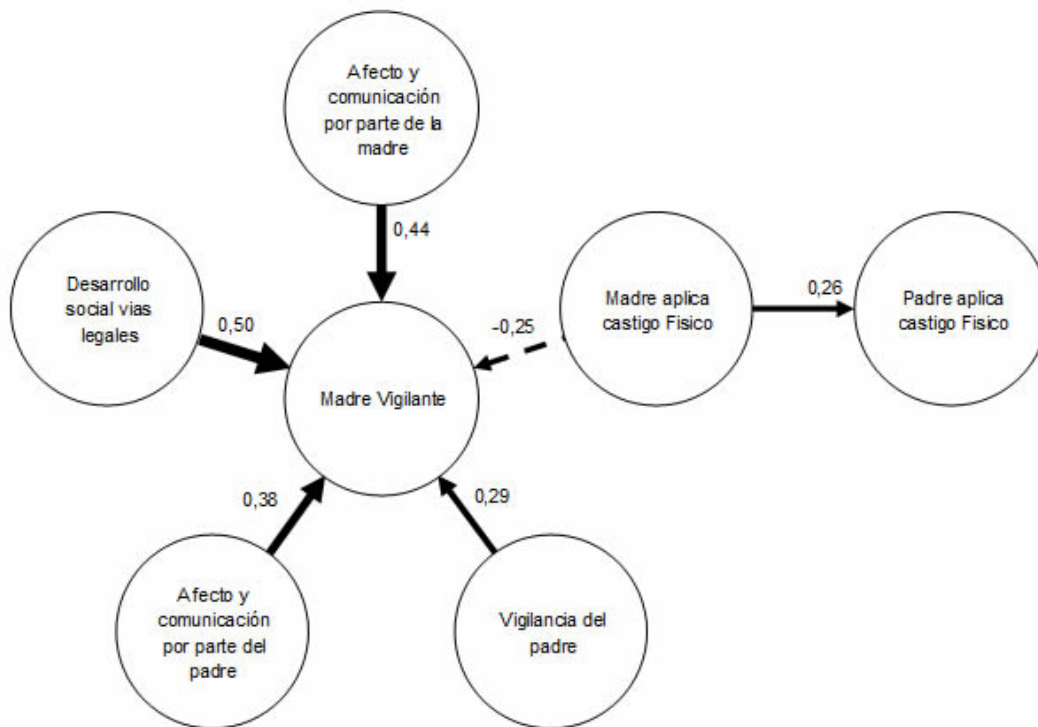 Afecto y
comunicación
por parte de la
madre
0,44
Desarrollo
social vias
legales
0,50
Madre aplica
castigo Fisico
0,26
Padre aplica
castigo Fisico
-0,25
Madre Vigilante
0,38
0,29
Afecto y
comunicación
por parte del
padre
Vigilancia del
padre